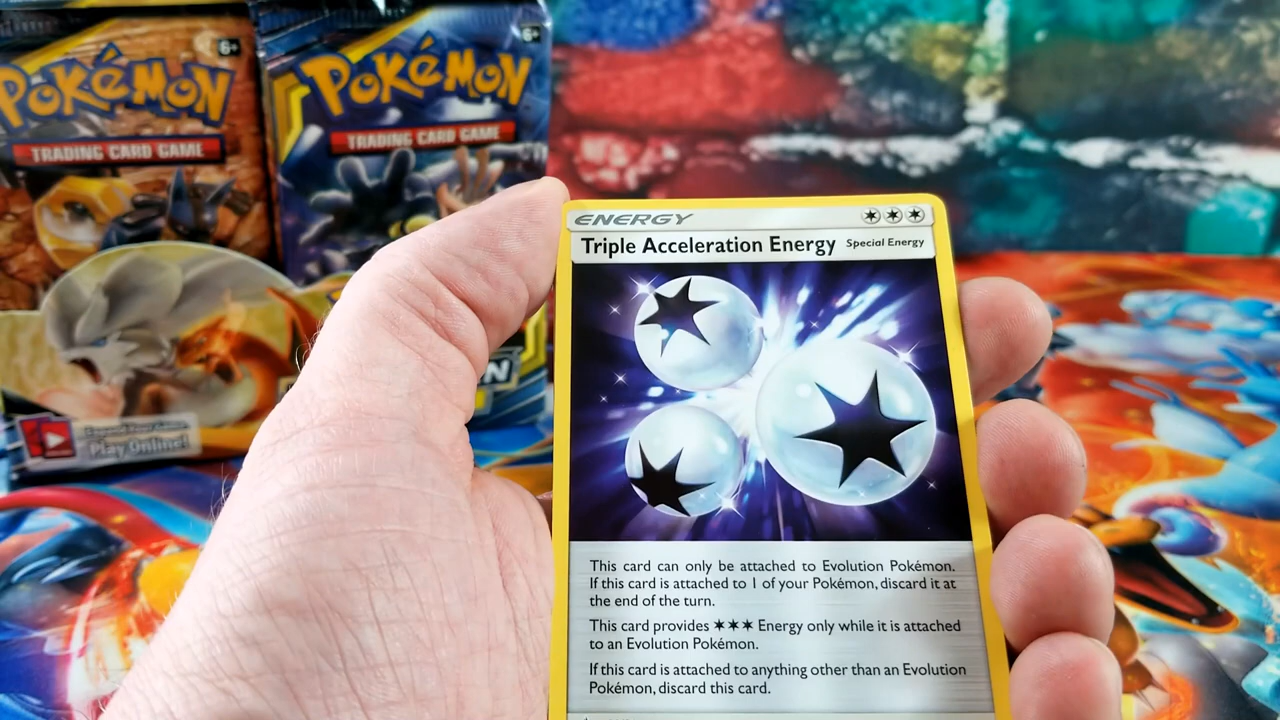 POKéMON
6+
TRADING CARD GAME
Play Online!
POKéMON
6+
TRADING CARD GAME
ENERGY
Triple Acceleration Energy Special Energy
This card can only be attached to Evolution Pokémon.
If this card is attached to 1 of your Pokémon, discard it at
the end of the turn.
This card provides ✶✶✶ Energy only while it is attached
to an Evolution Pokémon.
If this card is attached to anything other than an Evolution
Pokémon, discard this card.